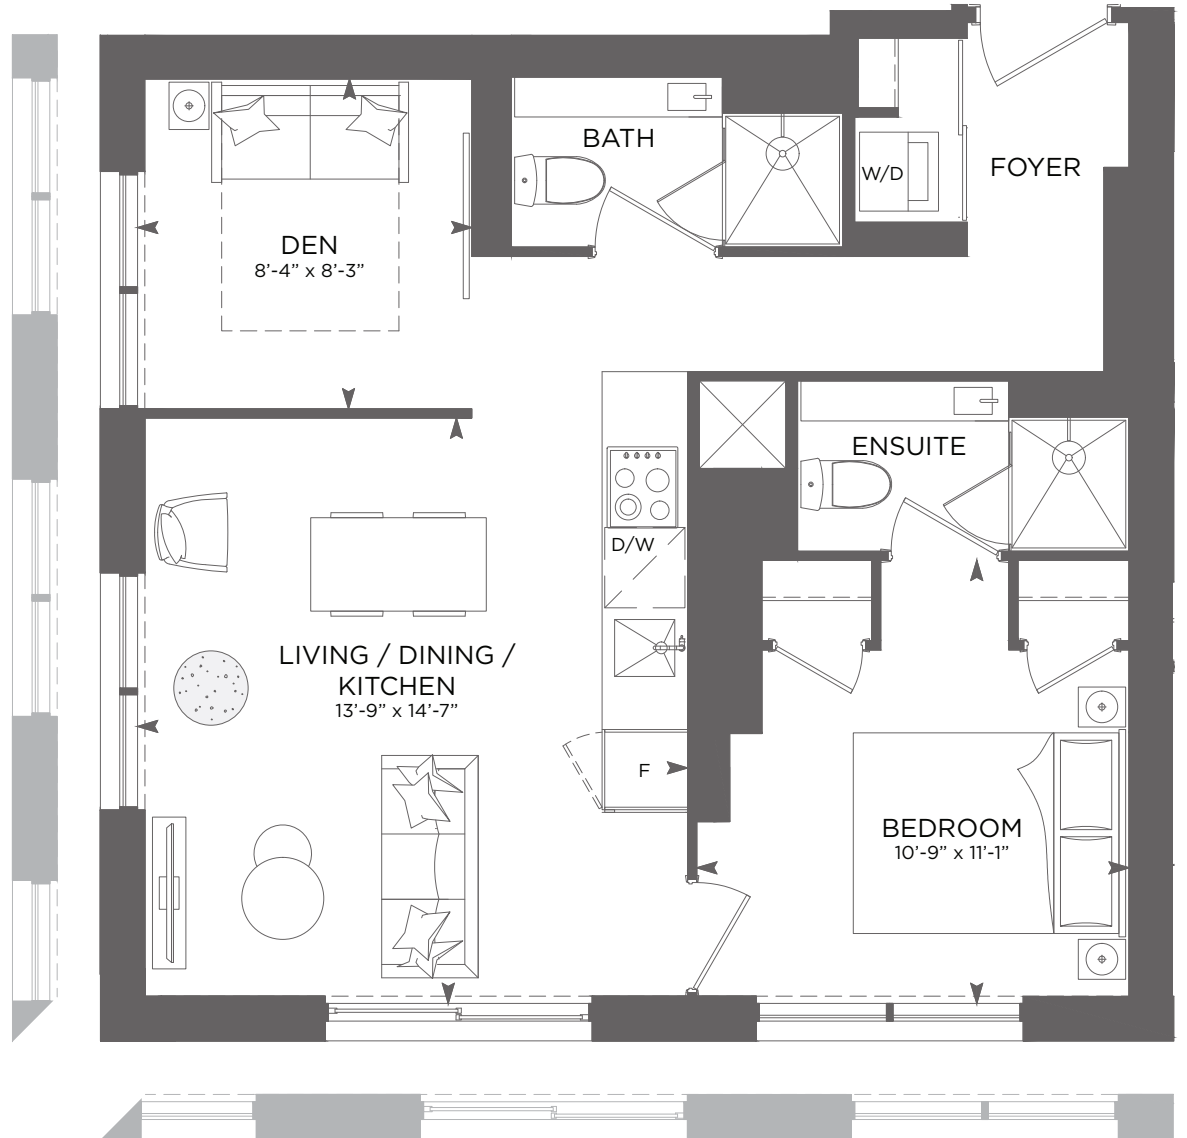 BATH
W/D
FOYER
DEN
8’-4” x 8’-3”
ENSUITE
D/W
LIVING / DINING /
KITCHEN
13’-9” x 14’-7”
F
BEDROOM
10’-9” x 11’-1”